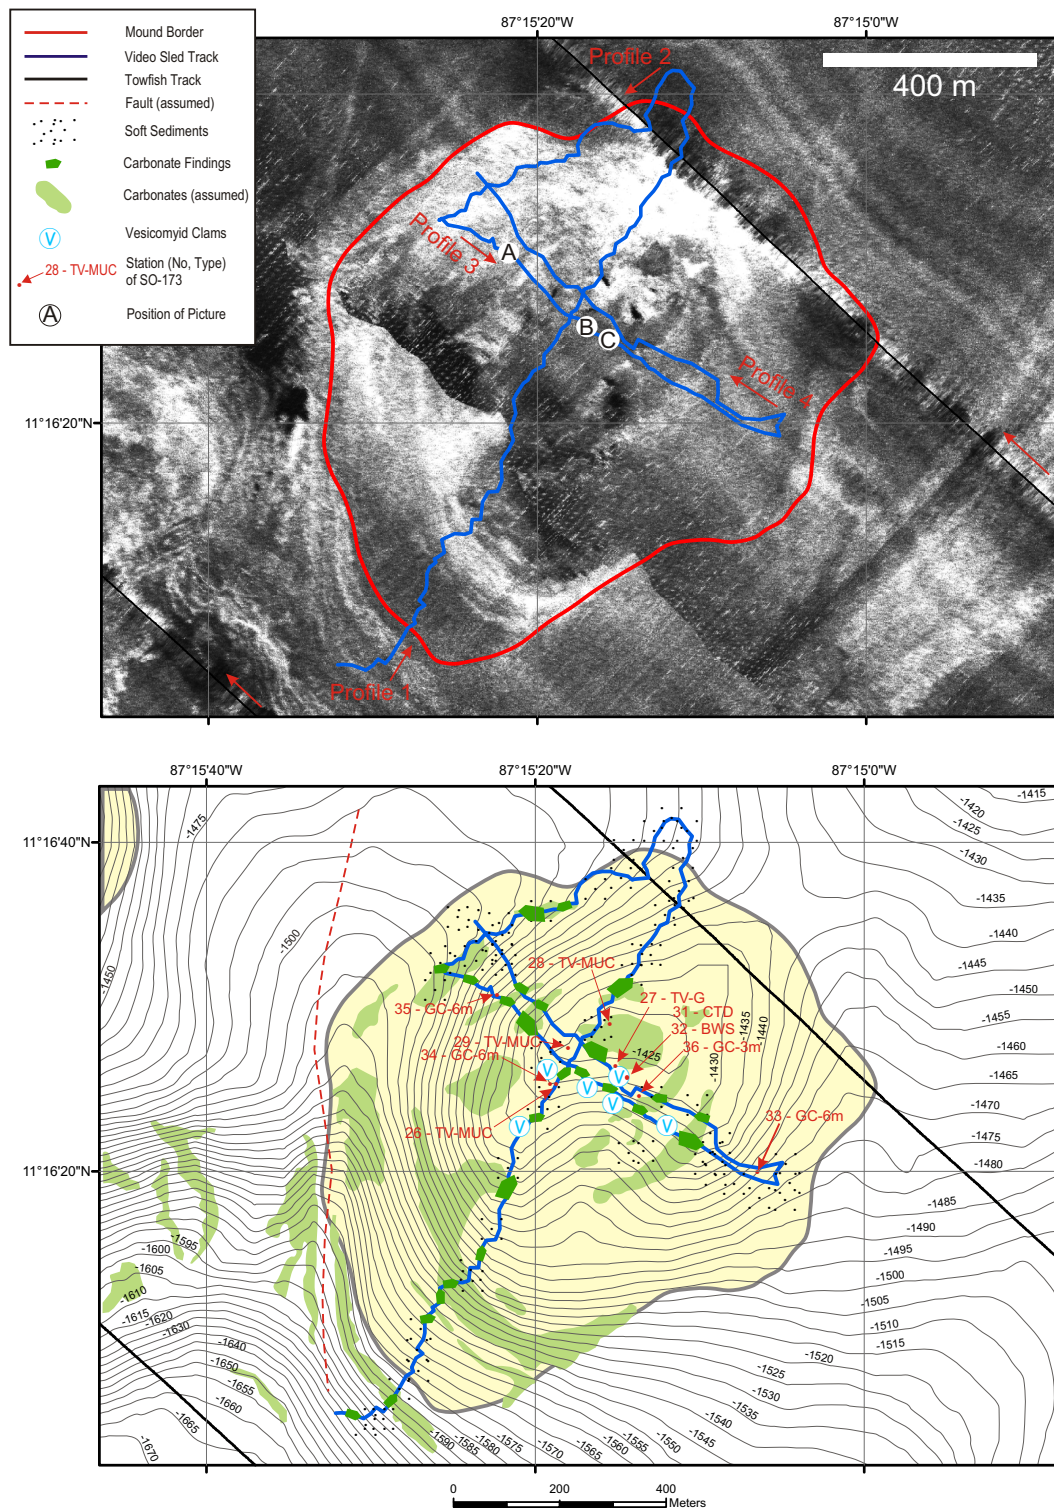 Mound Border
Video Sled Track
Towfish Track
Fault (assumed)
Soft Sediments
Carbonate Findings
Carbonates (assumed)
V Vesicomyid Clams
28 - TV-MUC Station (No, Type)
of SO-173
A Position of Picture
87°15'20"W 87°15'0"W
400 m
Profile 2
Profile 3
A
B
C
Profile 4
11°16'20"N
Profile 1
87°15'40"W 87°15'20"W 87°15'0"W
-1415
-1420
-1425
-1430
-1435
-1440
-1445
-1450
-1455
-1460
-1465
-1470
-1475
-1480
-1485
-1490
-1495
-1500
-1505
-1510
-1515
-1520
-1525
-1530
-1535
-1540
-1545
-1550
-1555
-1560
-1565
-1570
-1575
-1580
-1585
-1590
11°16'40"N
-1475
-1500
-1450
28 - TV-MUC
27 - TV-G
31 - CTD
32 - BWS
36 - GC-3m
35 - GC-6m
29 - TV-MUC
34 - GC-6m
26 - TV-MUC
33 - GC-6m
-1435
-1440
-1425
-1430
V
V
V
V
V
V
11°16'20"N
-1595
-1600
-1605
-1610
-1615
-1620
-1630
-1640
-1650
-1655
-1660
-1665
-1670
0 200 400
Meters